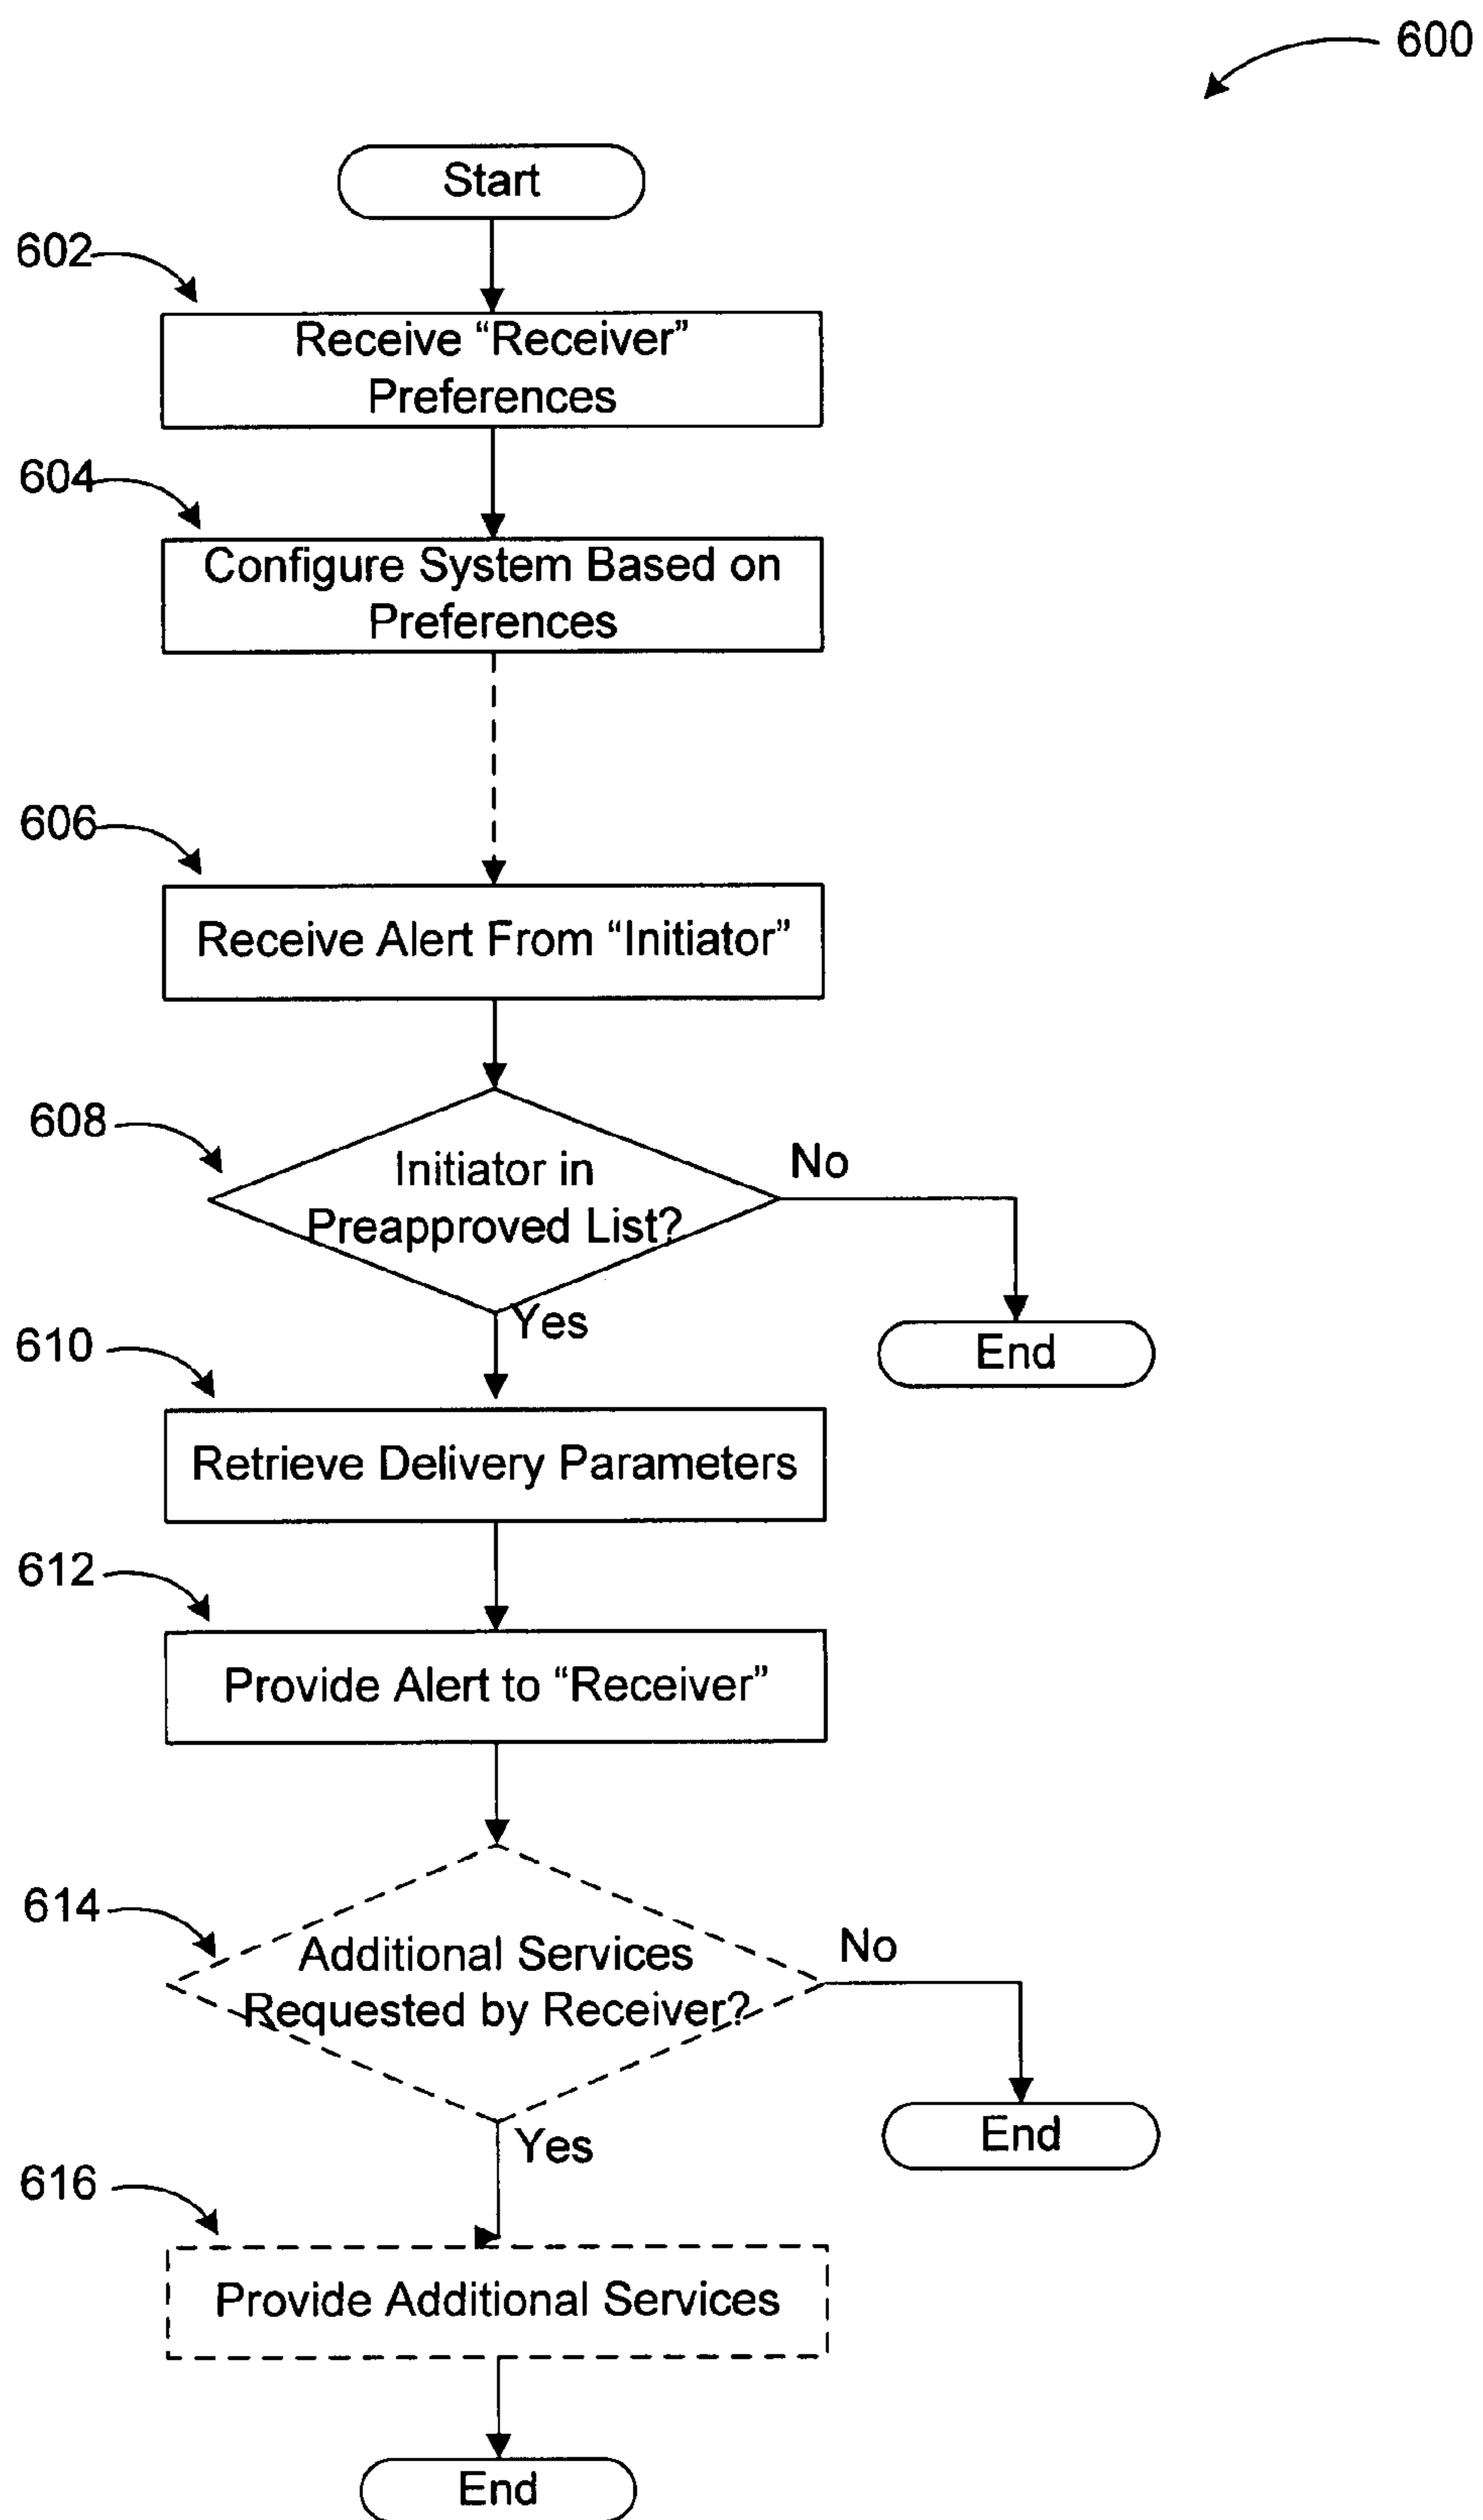 600
Start
602
Receive “Receiver”
Preferences
604
Configure System Based on
Preferences
606
Receive Alert From “Initiator”
608
Initiator in
Preapproved List?
No
Yes
End
610
Retrieve Delivery Parameters
612
Provide Alert to “Receiver”
614
Additional Services
Requested by Receiver?
No
End
Yes
616
Provide Additional Services
End